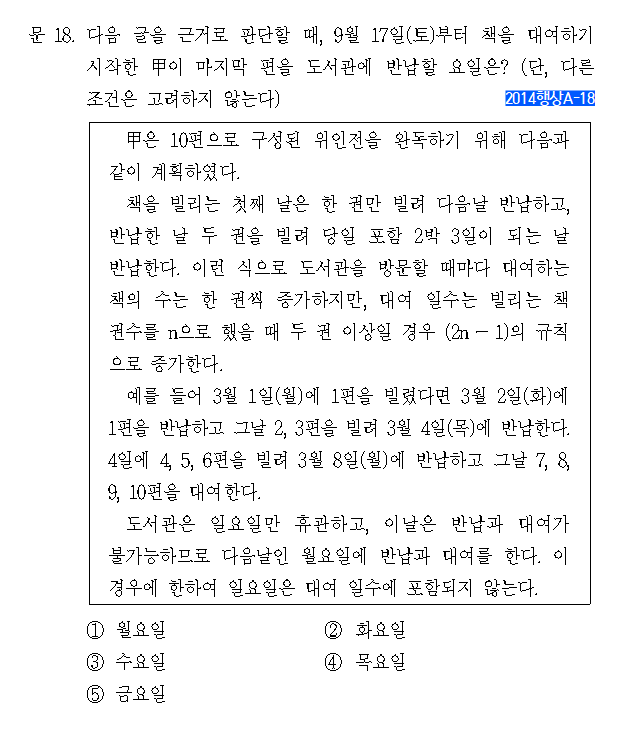 문 18. 다음 글을 근거로 판단할 때, 9월 17일(토)부터 책을 대여하기
시작한 甲이 마지막 편을 도서관에 반납할 요일은? (단, 다른
조건은 고려하지 않는다)
2014행상A-18
甲은 10편으로 구성된 위인전을 완독하기 위해 다음과
같이 계획하였다.
책을 빌리는 첫째 날은 한 권만 빌려 다음날 반납하고,
반납한 날 두 권을 빌려 당일 포함 2박 3일이 되는 날
반납한다. 이런 식으로 도서관을 방문할 때마다 대여하는
책의 수는 한 권씩 증가하지만, 대여 일수는 빌리는 책
권수를 n으로 했을 때 두 권 이상일 경우 (2n - 1)의 규칙
으로 증가한다.
예를 들어 3월 1일(월)에 1편을 빌렸다면 3월 2일(화)에
1편을 반납하고 그날 2, 3편을 빌려 3월 4일(목)에 반납한다.
4일에 4, 5, 6편을 빌려 3월 8일(월)에 반납하고 그날 7, 8,
9, 10편을 대여한다.
도서관은 일요일만 휴관하고, 이날은 반납과 대여가
불가능하므로 다음날인 월요일에 반납과 대여를 한다. 이
경우에 한하여 일요일은 대여 일수에 포함되지 않는다.
① 월요일 ② 화요일
③ 수요일 ④ 목요일
⑤ 금요일